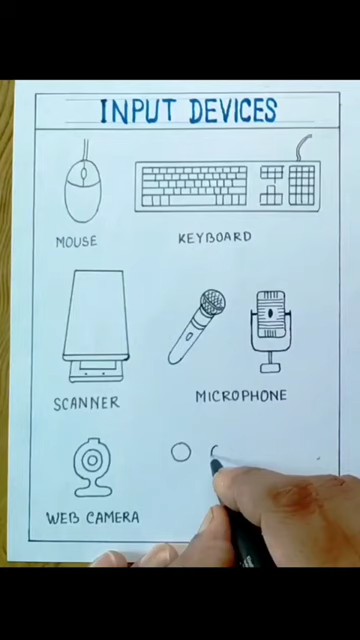 INPUT DEVICES
MOUSE
KEYBOARD
SCANNER
MICROPHONE
WEB CAMERA